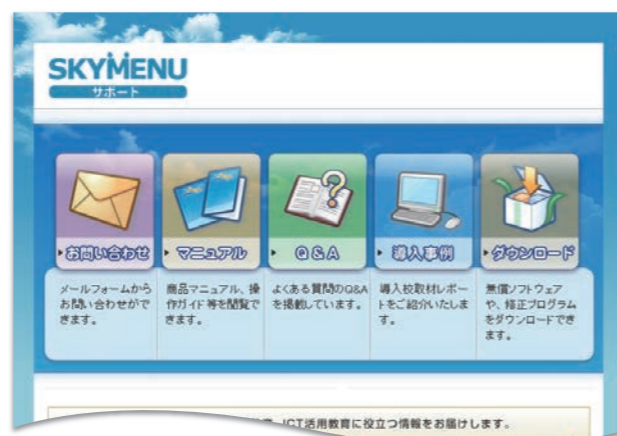 SKYMENU
サポート
お問い合わせ
マニュアル
Q&A
導入事例
ダウンロード
メールフォームから
お問い合わせがで
きます。
商品マニュアル、操
作ガイド等を閲覧で
きます。
よくある質問のQ&A
を掲載しています。
導入校取材レポー
トをご紹介いたしま
す。
無償ソフトウェア
や、修正プログラム
をダウンロードでき
ます。
ICT活用教育に役立つ情報をお届けします。